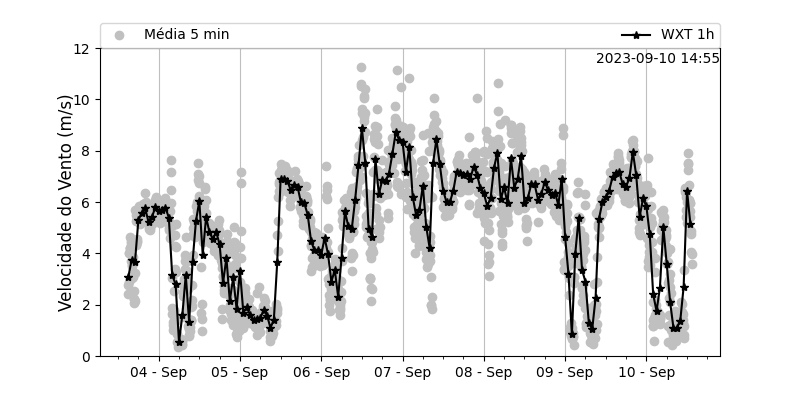 Média 5 min
WXT 1h
2023-09-10 14:55
Velocidade do Vento (m/s)
12
10
8
6
4
2
0
04 - Sep
05 - Sep
06 - Sep
07 - Sep
08 - Sep
09 - Sep
10 - Sep